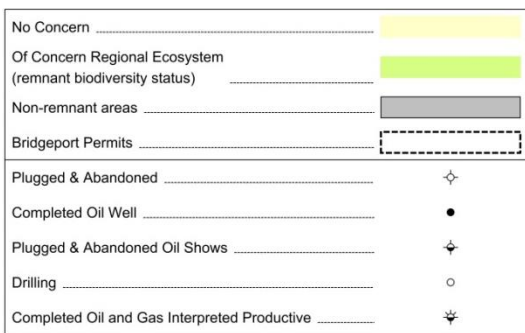 No Concern
Of Concern Regional Ecosystem
(remnant biodiversity status)
Non-remnant areas
Bridgeport Permits
Plugged & Abandoned
Completed Oil Well
Plugged & Abandoned Oil Shows
Drilling
Completed Oil and Gas Interpreted Productive